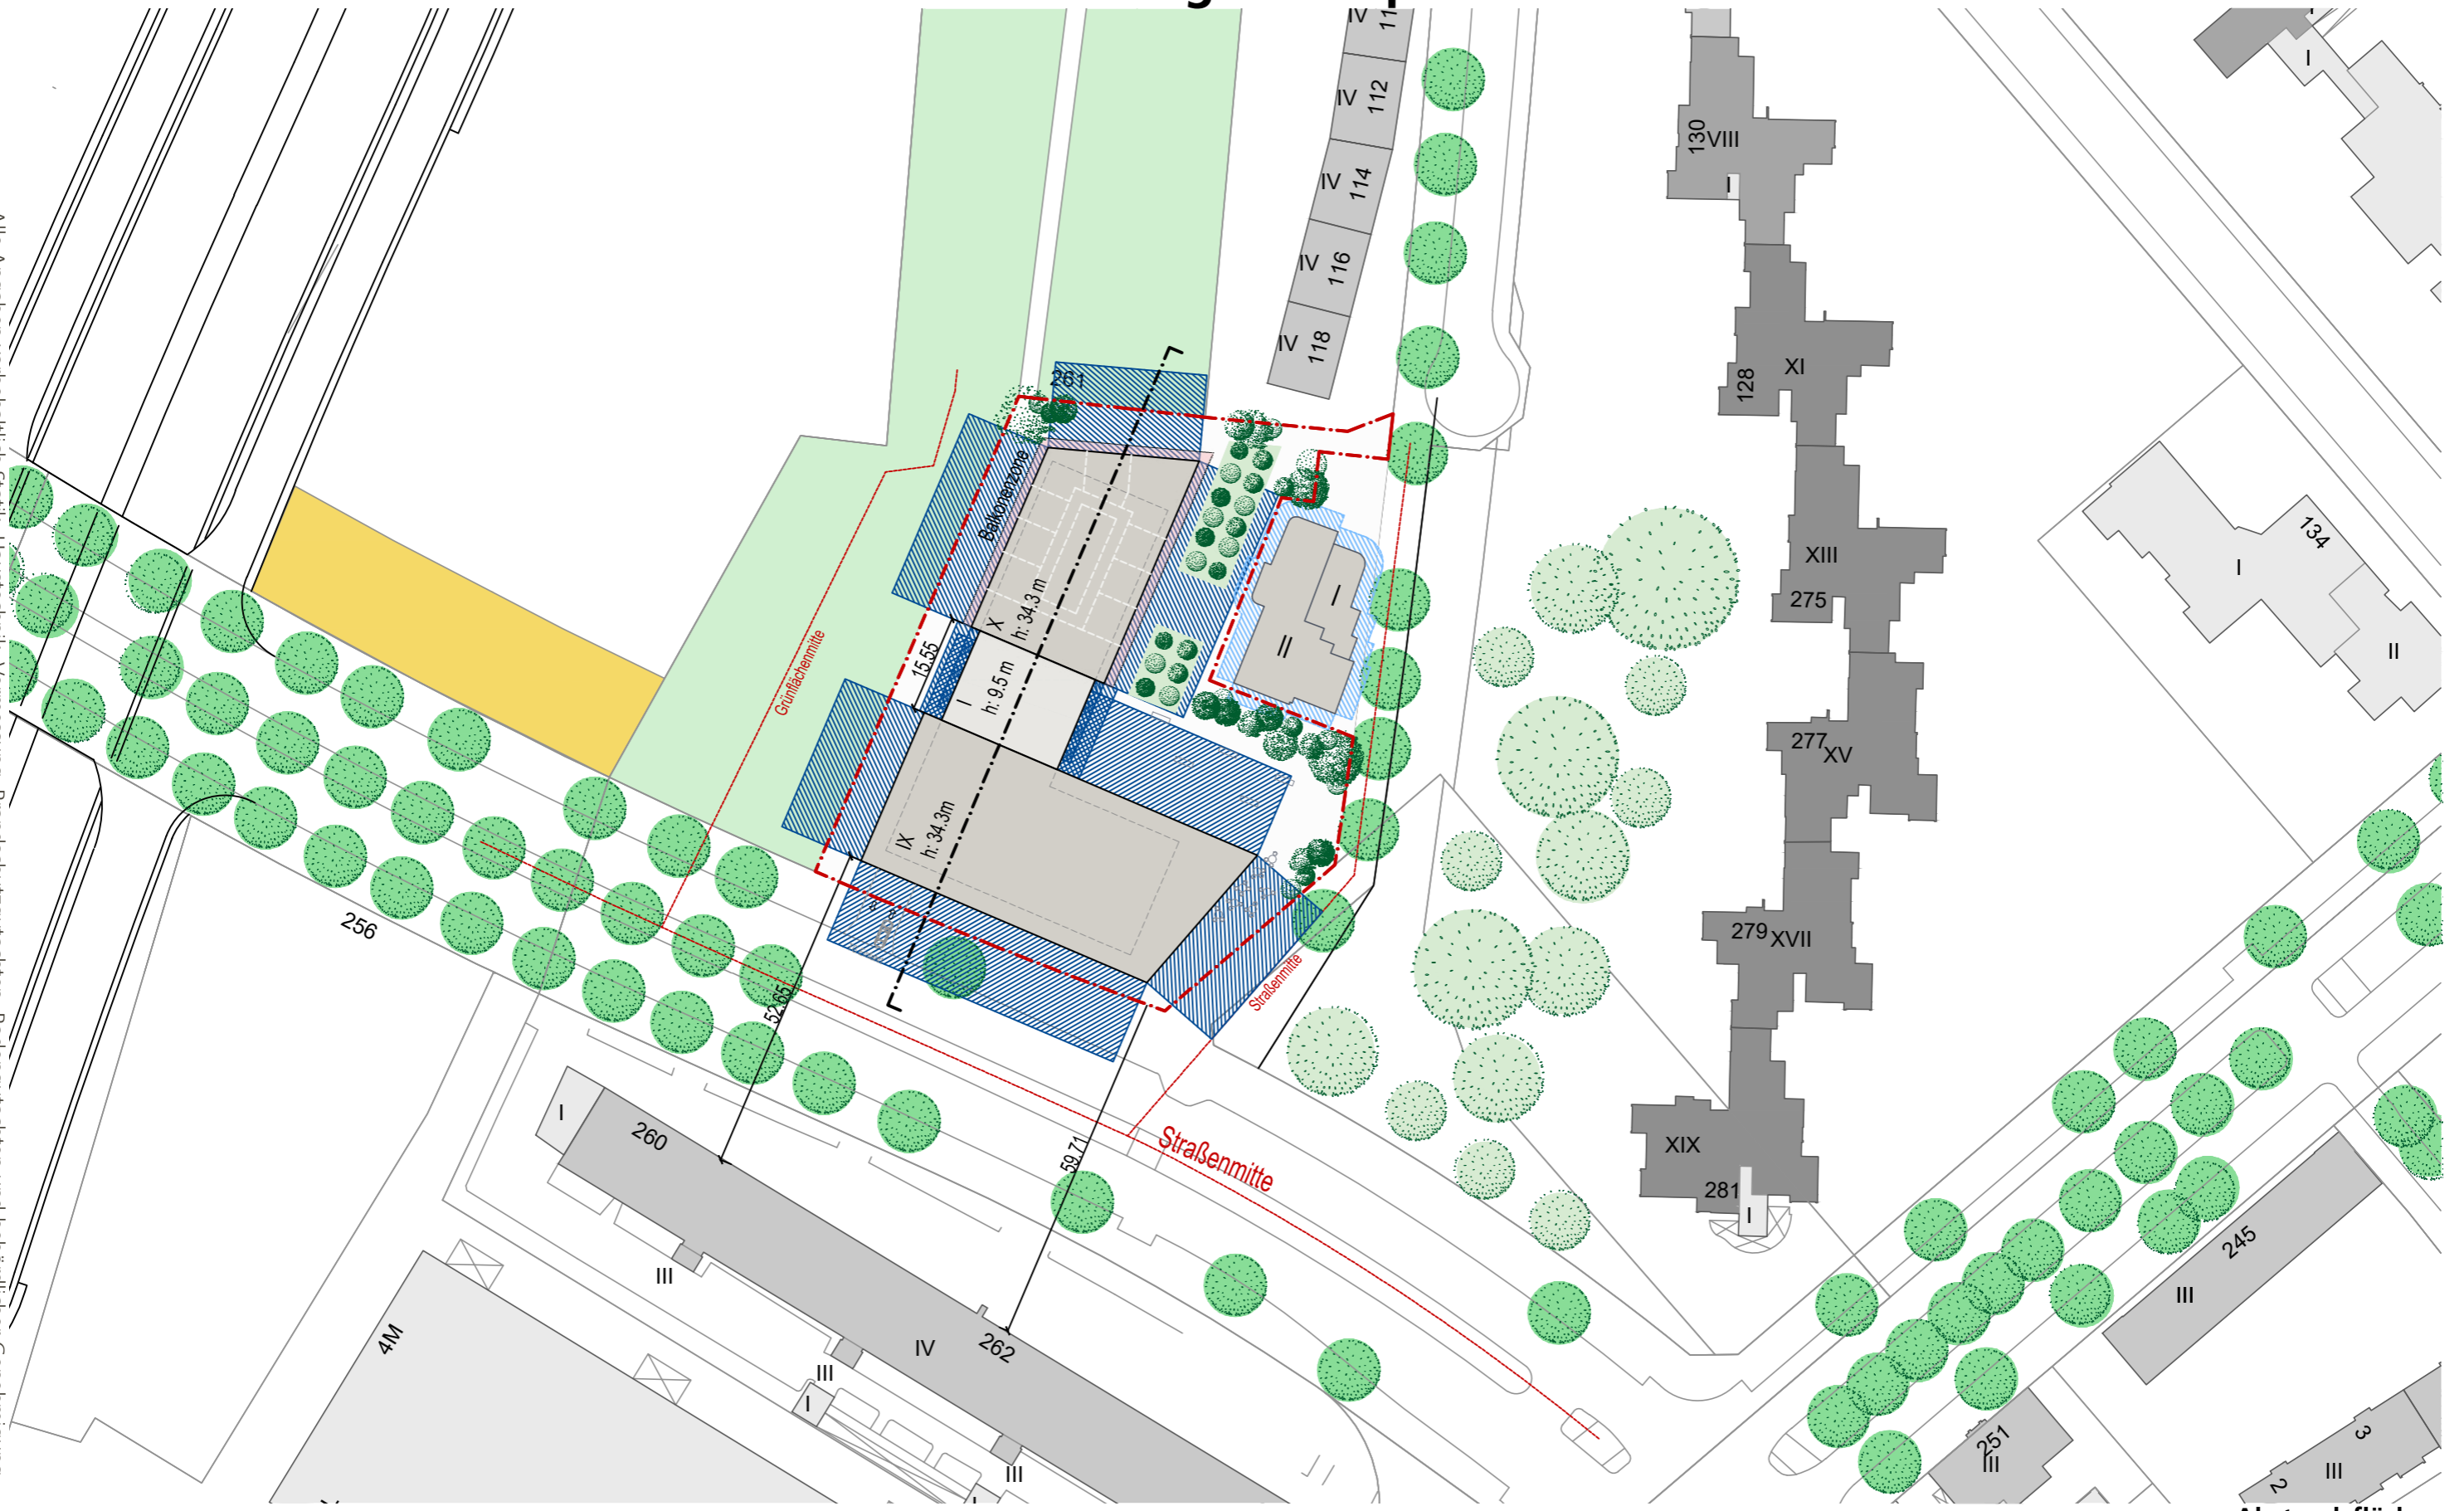 IV
112
IV
114
IV
116
IV
118
IV
130
VIII
I
I
XI
128
XIII
275
277
XV
279
XVII
XIX
281
I
134
I
II
261
Balkonenzone
X
h: 34.3 m
15,55
I
h: 9.5 m
IX
h: 34.3m
I
II
Grünflächenmitte
256
52,65
59,71
Straßenmitte
Straßenmitte
I
260
III
IV
262
III
I
III
4M
245
III
251
III
3
2
III